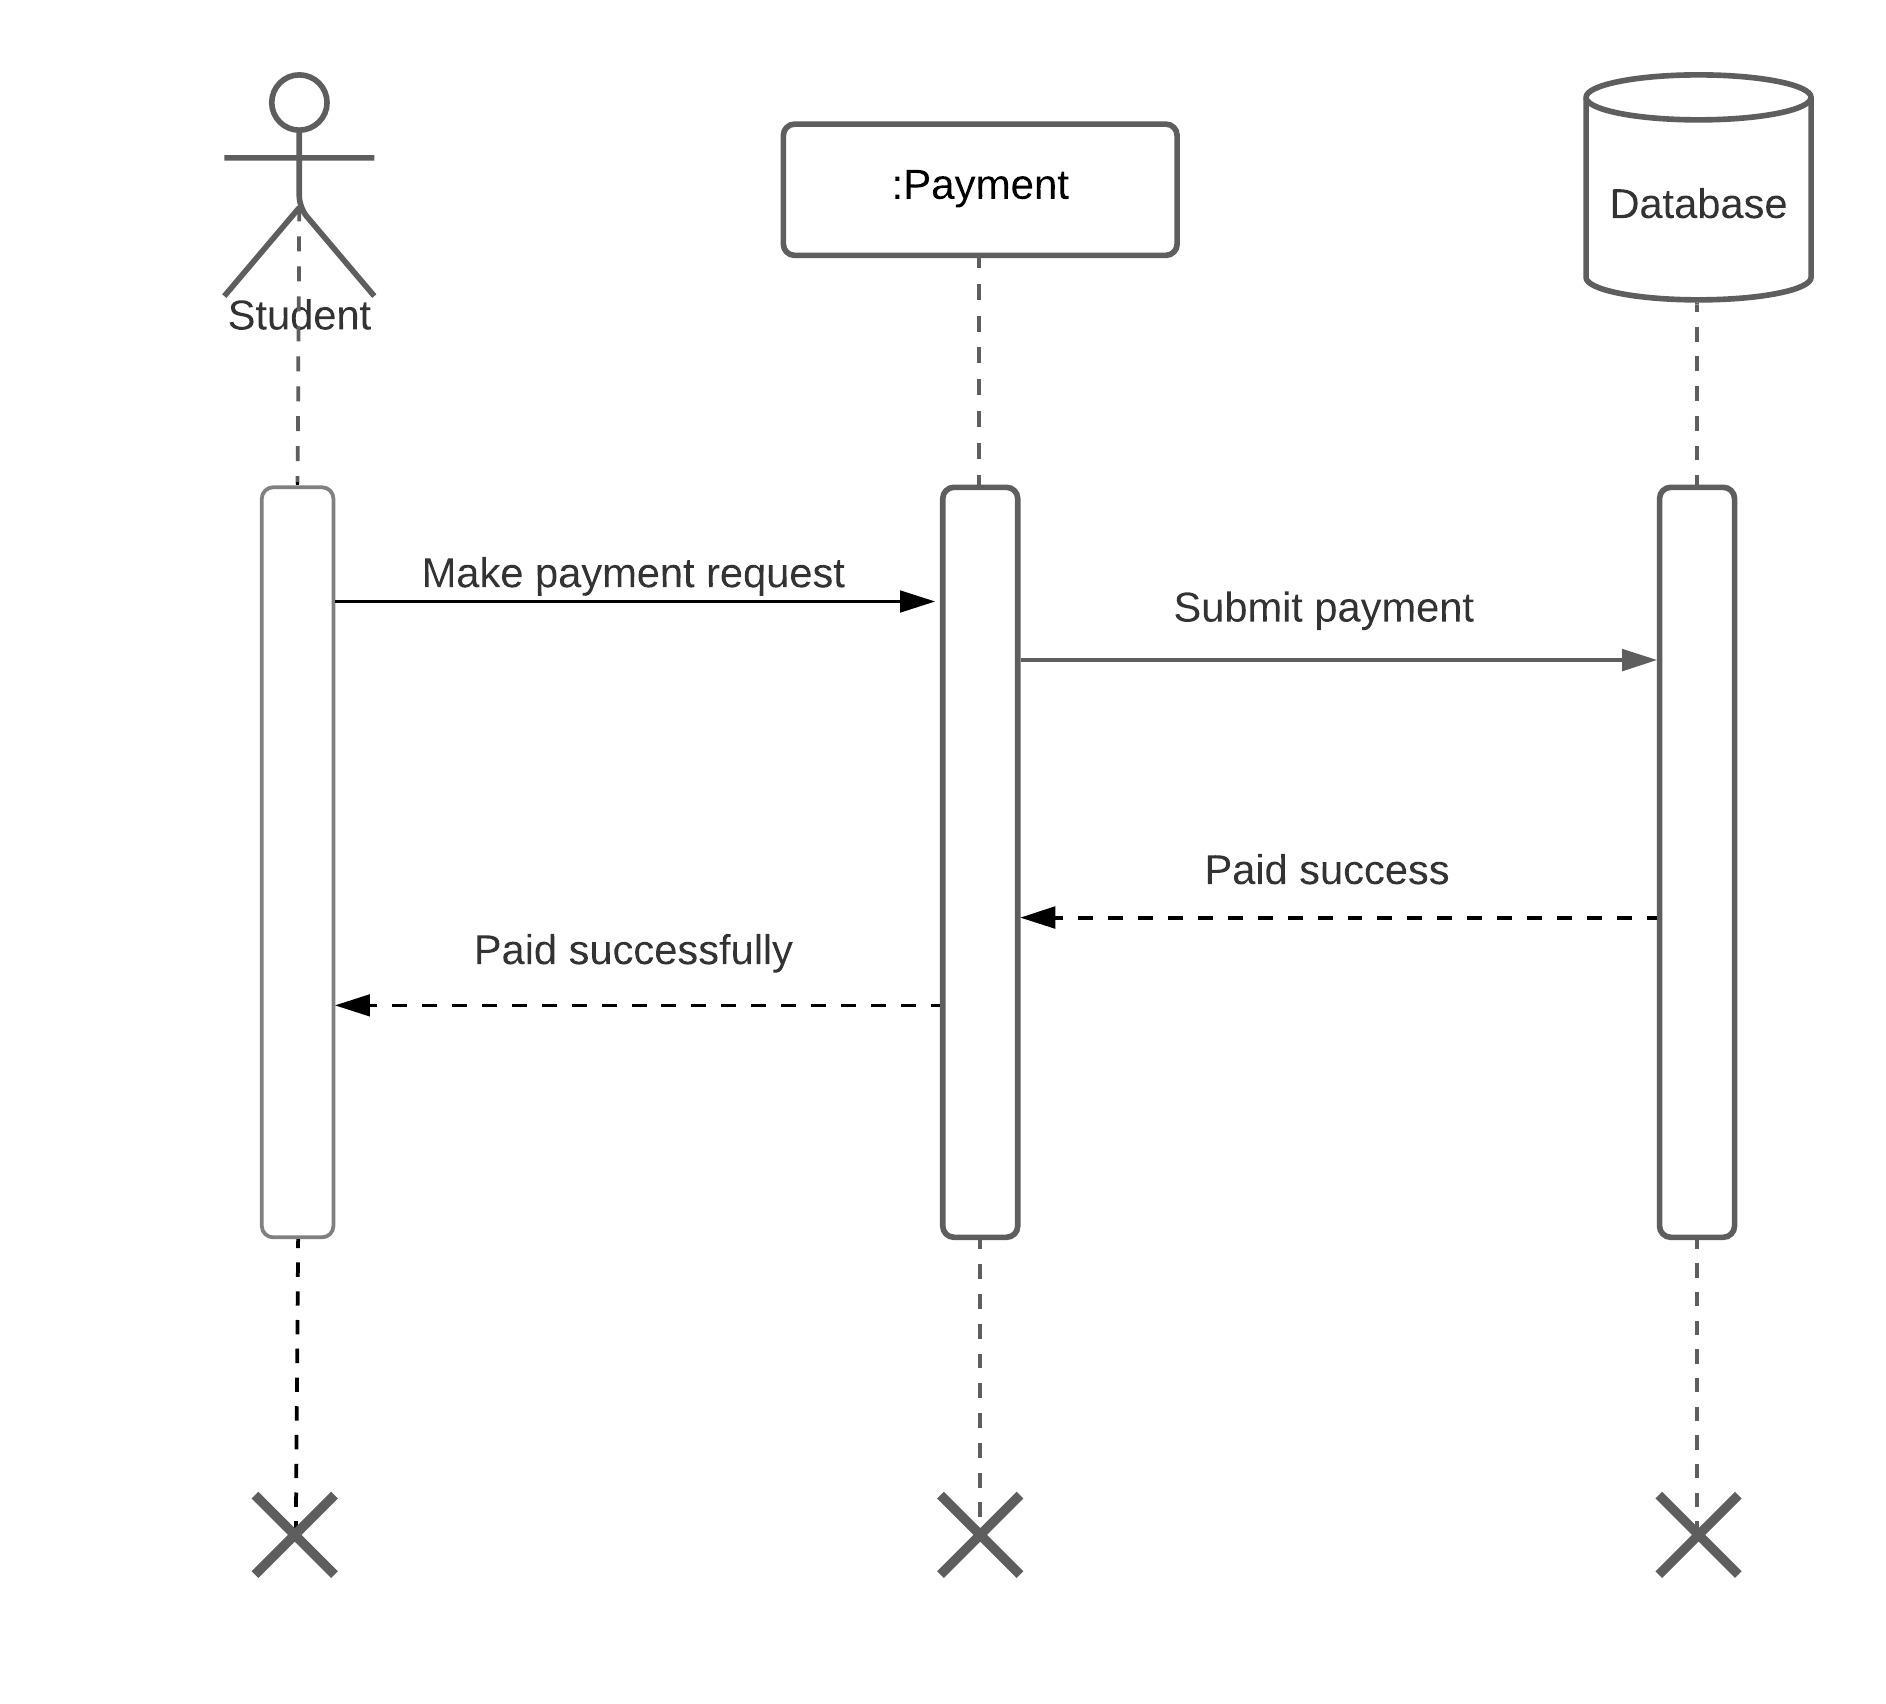 :Payment
Database
Student
Make payment request
Submit payment
Paid success
Paid successfully